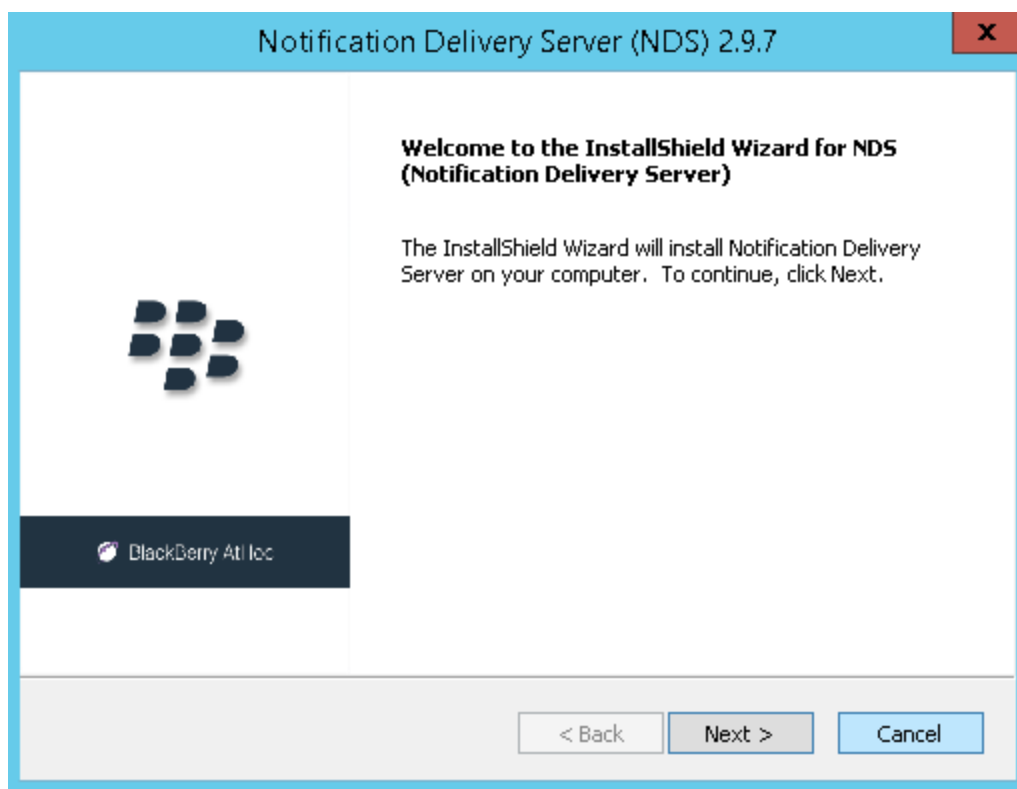 Notification Delivery Server (NDS) 2.9.7
x
Welcome to the InstallShield Wizard for NDS
(Notification Delivery Server)
The InstallShield Wizard will install Notification Delivery
Server on your computer. To continue, click Next.
BlackBerry AtHoc
< Back
Next >
Cancel